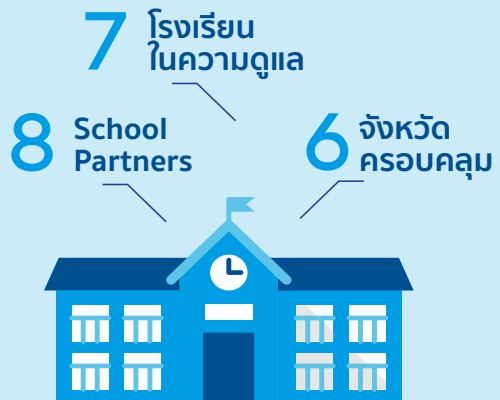 7 โรงเรียน
ในความดูแล
8 School
Partners
6 จังหวัด
ครอบคลุม